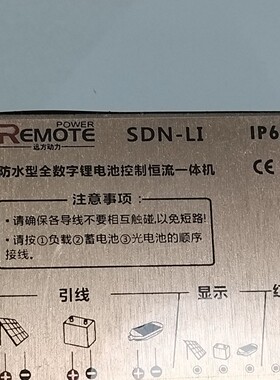 POWER
REMOTE
远方动力
SDN-LI
IP6
防水型全数字锂电池控制恒流一体机
CE
注意事项:
·请确保各导线不要相互触碰,以免短路!
·请按①负载②蓄电池③光电池的顺序
接线。
引线
显示